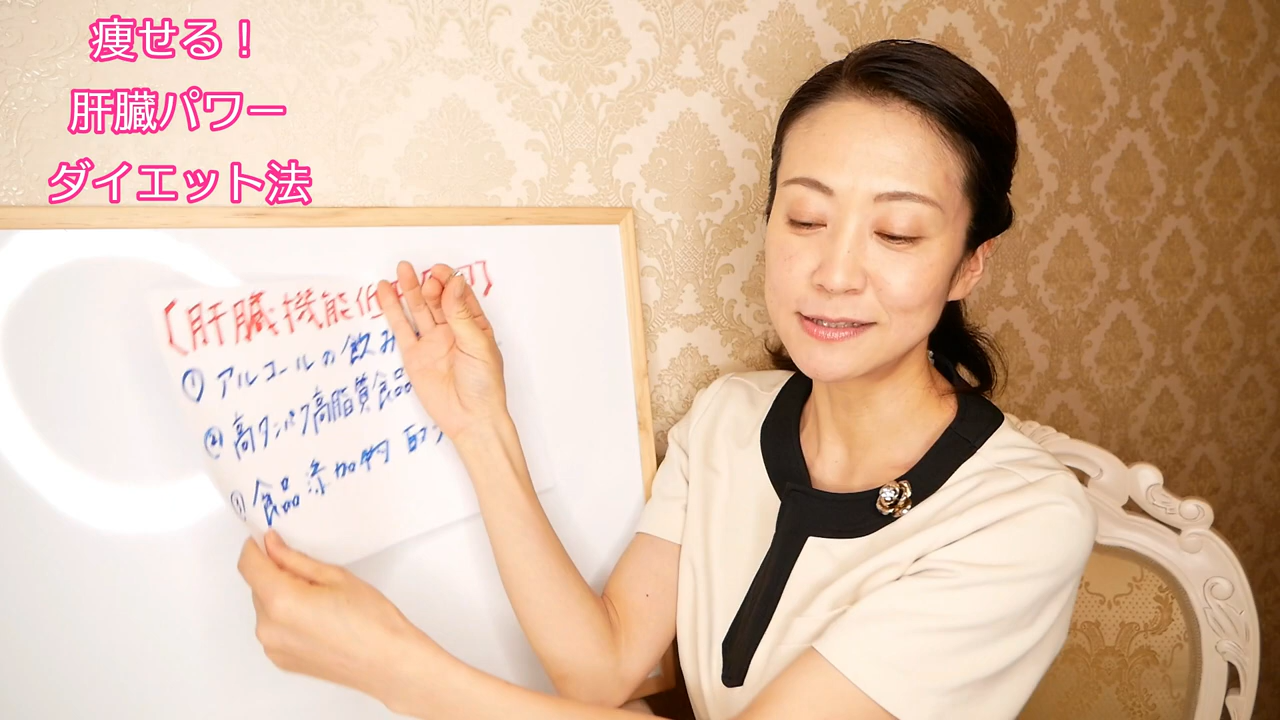 痩せる！
肝臓パワー
ダイエット法
【肝臓機能低
①アルコールの飲み
②高タンパク高脂質食品
③食品添加物 配